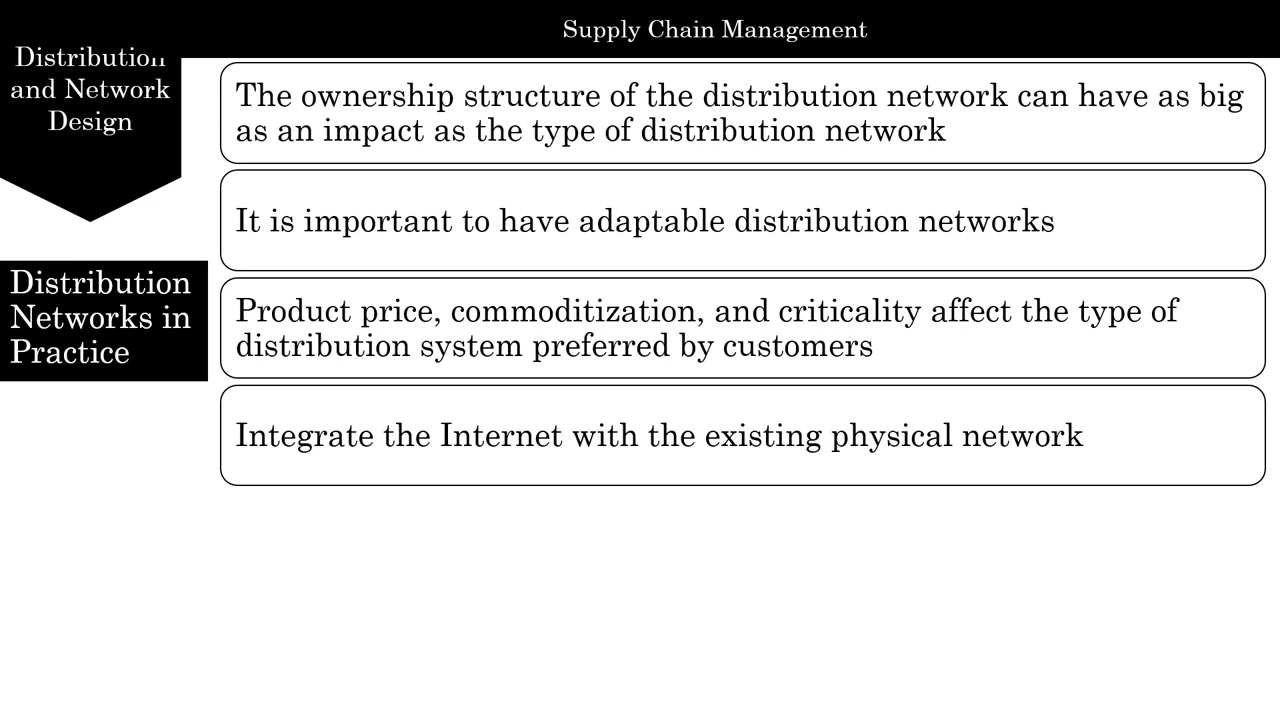 Supply Chain Management
Distribution
and Network
Design
The ownership structure of the distribution network can have as big
as an impact as the type of distribution network
It is important to have adaptable distribution networks
Distribution
Networks in
Practice
Product price, commoditization, and criticality affect the type of
distribution system preferred by customers
Integrate the Internet with the existing physical network